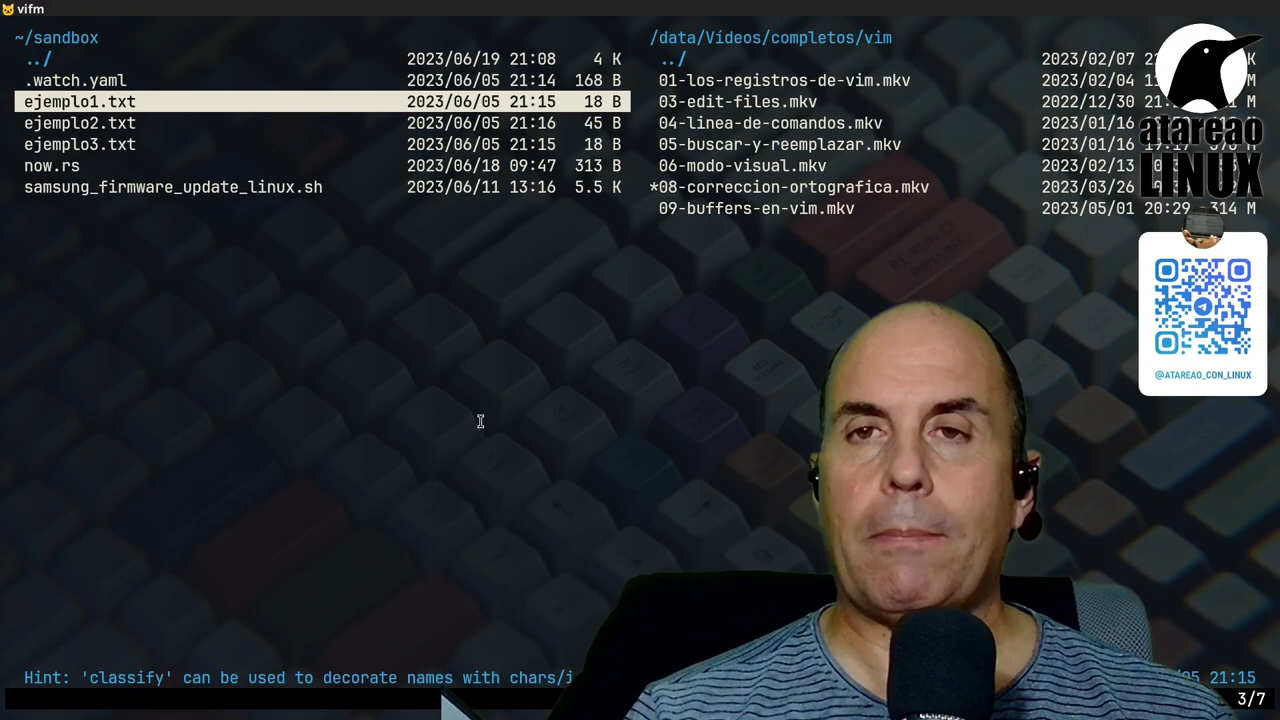 vifm
~/sandbox
../ 2023/06/19 21:08 4 K
.watch.yaml 2023/06/05 21:14 168 B
ejemplo1.txt 2023/06/05 21:15 18 B
ejemplo2.txt 2023/06/05 21:16 45 B
ejemplo3.txt 2023/06/05 21:15 18 B
now.rs 2023/06/18 09:47 313 B
samsung_firmware_update_linux.sh 2023/06/11 13:16 5.5 K
/data/Vídeos/completos/vim
../ 2023/02/07 K
01-los-registros-de-vim.mkv 2023/02/04 M
03-edit-files.mkv 2022/12/30 M
04-linea-de-comandos.mkv 2023/01/16
05-buscar-y-reemplazar.mkv 2023/01/16
06-modo-visual.mkv 2023/02/13
*08-correccion-ortografica.mkv 2023/03/26
09-buffers-en-vim.mkv 2023/05/01 20:29 314 M
atareao
LINUX
@ATAREAO_CON_LINUX
Hint: 'classify' can be used to decorate names with chars/i
21:15
3/7